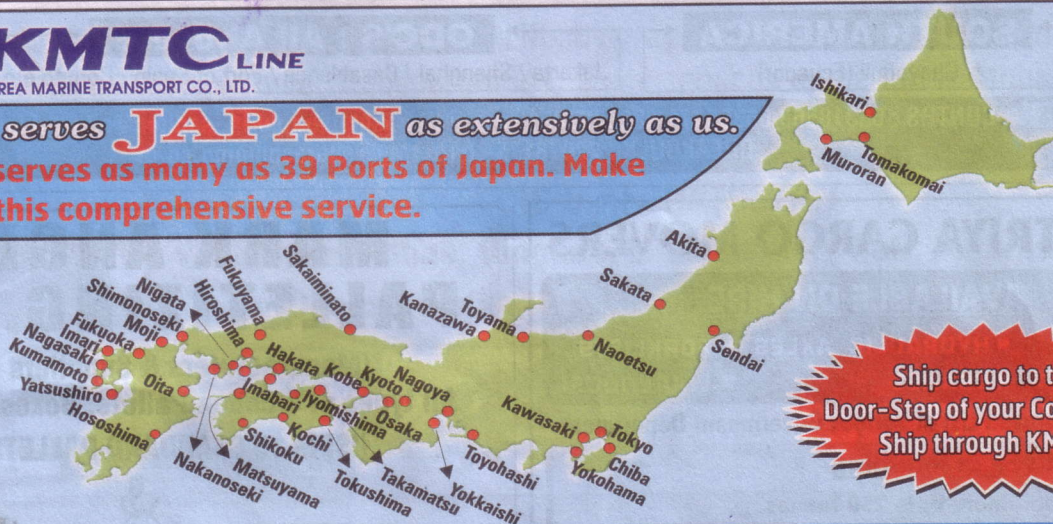 KMTC LINE
REA MARINE TRANSPORT CO., LTD.
serves JAPAN as extensively as us.
serves as many as 39 Ports of Japan. Make
this comprehensive service.
Ishikari
Tomakomai
Muroran
Akita
Sakata
Sendai
Naoetsu
Toyama
Kanazawa
Sakaiminato
Fukuyama
Hiroshima
Nigata
Shimonoseki
Moji
Fukuoka
Imari
Nagasaki
Kumamoto
Yatsushiro
Hososhima
Oita
Nakanoseki
Matsuyama
Shikoku
Imabari
Hakata
Iyomishima
Kochi
Tokushima
Takamatsu
Kobe
Kyoto
Osaka
Nagoya
Yokkaishi
Toyohashi
Kawasaki
Tokyo
Chiba
Yokohama
Ship cargo to t
Door-Step of your Co
Ship through KM